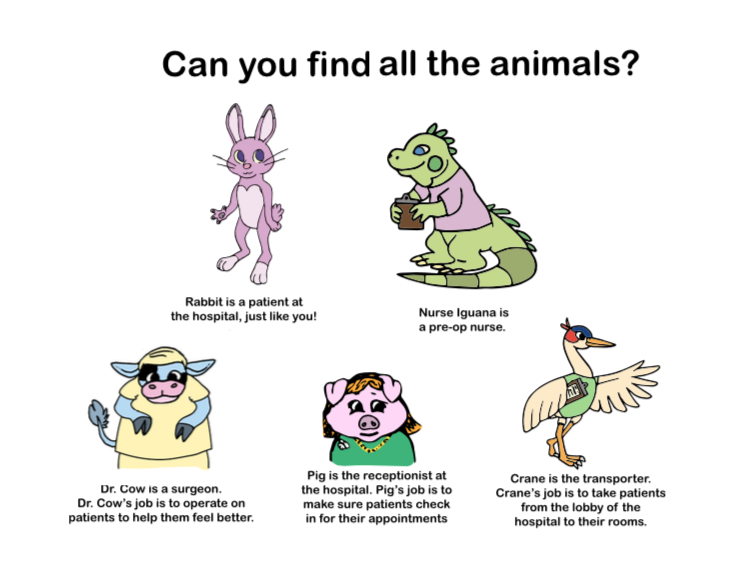 Can you find all the animals?
Rabbit is a patient at
the hospital, just like you!
Nurse Iguana is
a pre-op nurse.
Dr. Cow is a surgeon.
Dr. Cow's job is to operate on
patients to help them feel better.
Pig is the receptionist at
the hospital. Pig's job is to
make sure patients check
in for their appointments
Crane is the transporter.
Crane's job is to take patients
from the lobby of the
hospital to their rooms.